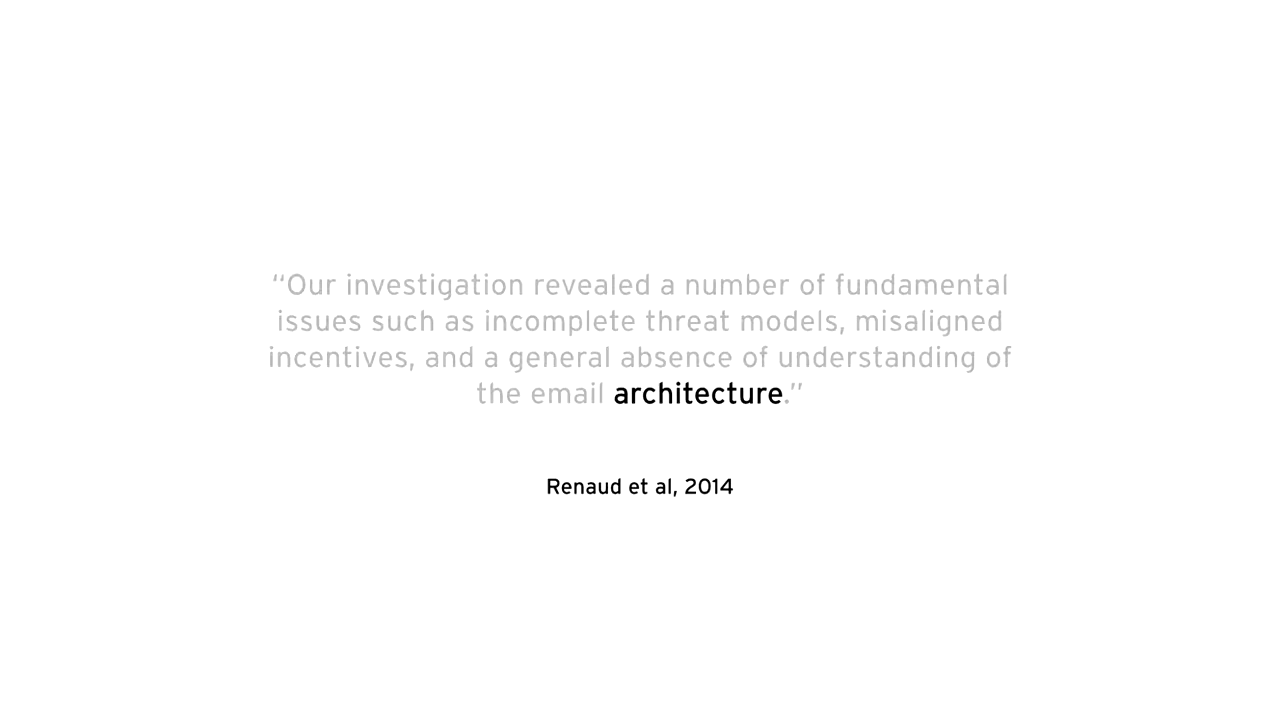 “Our investigation revealed a number of fundamental
issues such as incomplete threat models, misaligned
incentives, and a general absence of understanding of
the email architecture.”
Renaud et al, 2014